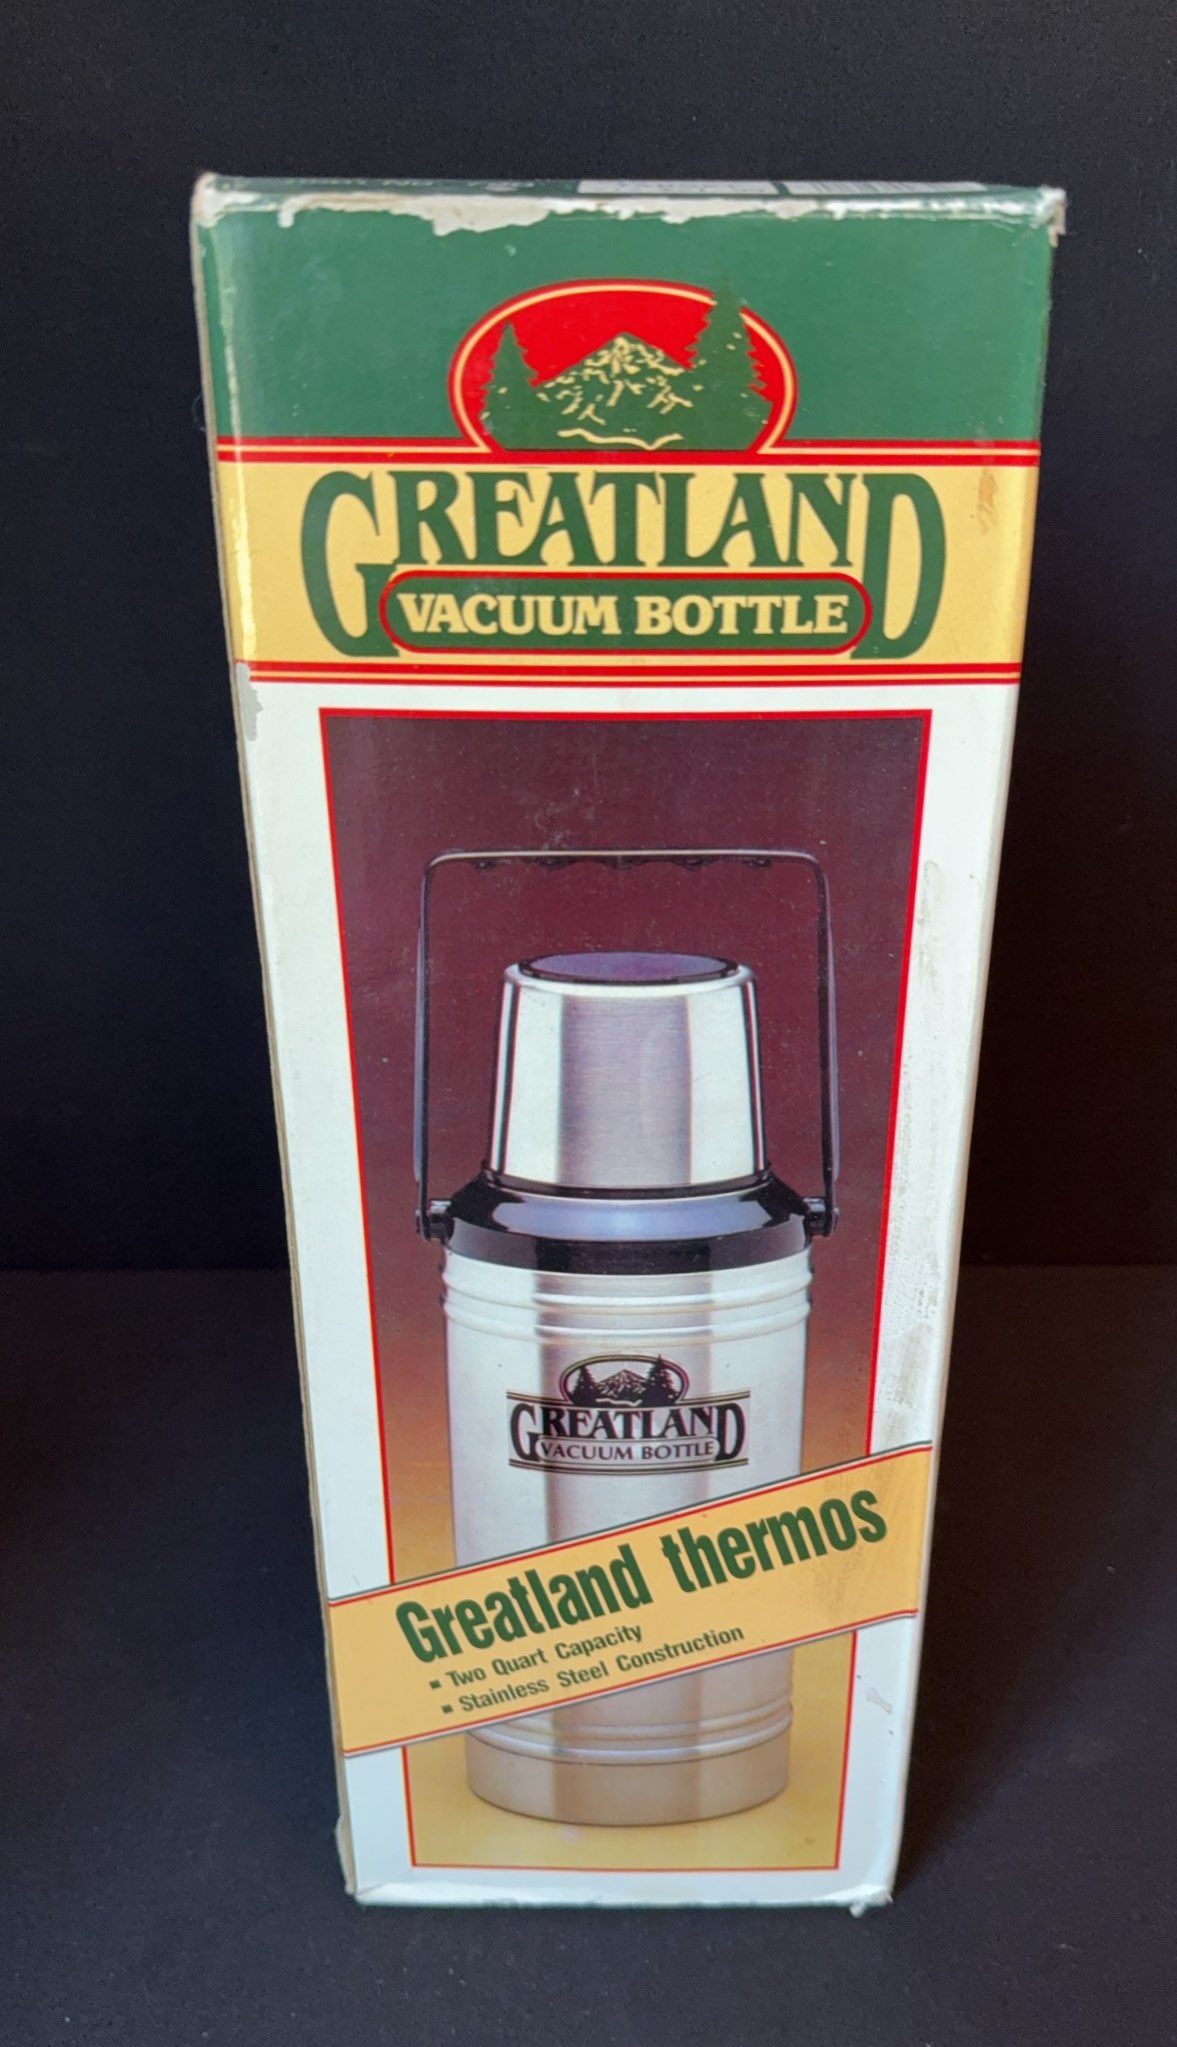 GREATLAND
VACUUM BOTTLE
GREATLAND
VACUUM BOTTLE
Greatland thermos
▪ Two Quart Capacity
▪ Stainless Steel Construction